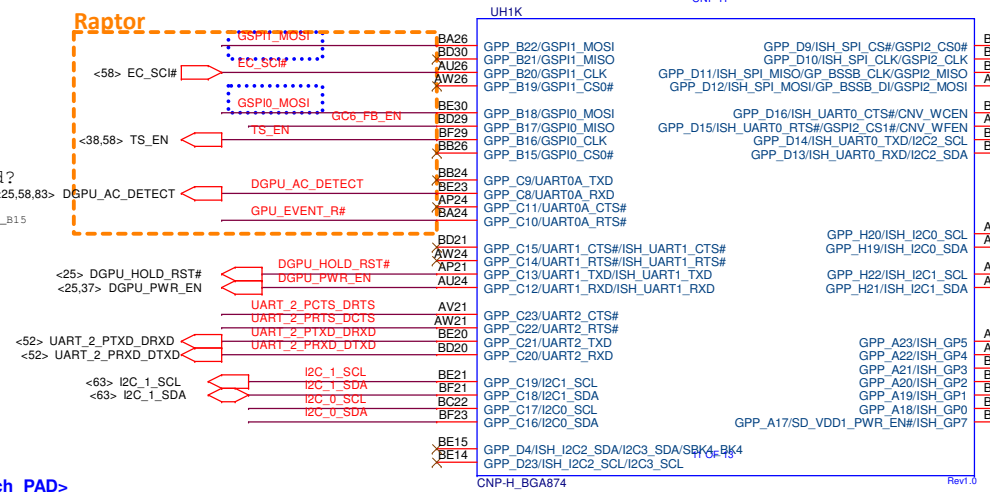 UH1K
Raptor
GSPI1_MOSI BA26 GPP_B22/GSPI1_MOSI GPP_D9/ISH_SPI_CS#/GSPI2_CS0#
BD30 GPP_B21/GSPI1_MISO GPP_D10/ISH_SPI_CLK/GSPI2_CLK
<58> EC_SCI# EC_SCI# AU26 GPP_B20/GSPI1_CLK GPP_D11/ISH_SPI_MISO/GP_BSSB_CLK/GSPI2_MISO
AW26 GPP_B19/GSPI1_CS0# GPP_D12/ISH_SPI_MOSI/GP_BSSB_DI/GSPI2_MOSI
GSPI0_MOSI BE30 GPP_B18/GSPI0_MOSI GPP_D16/ISH_UART0_CTS#/CNV_WCEN
GC6_FB_EN BD29 GPP_B17/GSPI0_MISO GPP_D15/ISH_UART0_RTS#/GSPI2_CS1#/CNV_WFEN
<38,58> TS_EN TS_EN BF29 GPP_B16/GSPI0_CLK GPP_D14/ISH_UART0_TXD/I2C2_SCL
BB26 GPP_B15/GSPI0_CS0# GPP_D13/ISH_UART0_RXD/I2C2_SDA
BB24 GPP_C9/UART0A_TXD
25,58,83> DGPU_AC_DETECT DGPU_AC_DETECT BE23 GPP_C8/UART0A_RXD
AP24 GPP_C11/UART0A_CTS#
_B15 GPU_EVENT_R# BA24 GPP_C10/UART0A_RTS#
GPP_H20/ISH_I2C0_SCL
BD21 GPP_C15/UART1_CTS#/ISH_UART1_CTS# GPP_H19/ISH_I2C0_SDA
AW24 GPP_C14/UART1_RTS#/ISH_UART1_RTS#
<25> DGPU_HOLD_RST# DGPU_HOLD_RST# AP21 GPP_C13/UART1_TXD/ISH_UART1_TXD GPP_H22/ISH_I2C1_SCL
<25,37> DGPU_PWR_EN DGPU_PWR_EN AU24 GPP_C12/UART1_RXD/ISH_UART1_RXD GPP_H21/ISH_I2C1_SDA
UART_2_PCTS_DRTS AV21 GPP_C23/UART2_CTS#
UART_2_PRTS_DCTS AW21 GPP_C22/UART2_RTS#
<52> UART_2_PTXD_DRXD UART_2_PTXD_DRXD BE20 GPP_C21/UART2_TXD GPP_A23/ISH_GP5
<52> UART_2_PRXD_DTXD UART_2_PRXD_DTXD BD20 GPP_C20/UART2_RXD GPP_A22/ISH_GP4
GPP_A21/ISH_GP3
<63> I2C_1_SCL I2C_1_SCL BE21 GPP_C19/I2C1_SCL GPP_A20/ISH_GP2
<63> I2C_1_SDA I2C_1_SDA BF21 GPP_C18/I2C1_SDA GPP_A19/ISH_GP1
I2C_0_SCL BC22 GPP_C17/I2C0_SCL GPP_A18/ISH_GP0
I2C_0_SDA BF23 GPP_C16/I2C0_SDA GPP_A17/SD_VDD1_PWR_EN#/ISH_GP7
BE15 GPP_D4/ISH_I2C2_SDA/I2C3_SDA/SBK4_BK4
BE14 GPP_D23/ISH_I2C2_SCL/I2C3_SCL
11 OF 13
CNP-H_BGA874 Rev1.0
ch PAD>